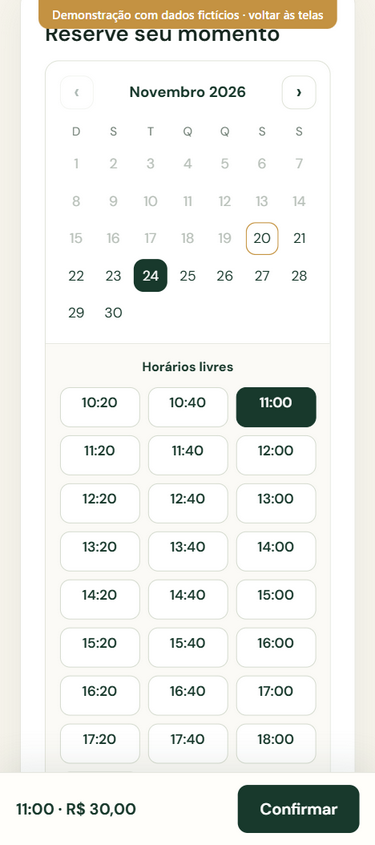 Demonstração com dados fictícios · voltar às telas
Reserve seu momento
‹ Novembro 2026 ›
D S T Q Q S S
1 2 3 4 5 6 7
8 9 10 11 12 13 14
15 16 17 18 19 20 21
22 23 24 25 26 27 28
29 30
Horários livres
10:20 10:40 11:00
11:20 11:40 12:00
12:20 12:40 13:00
13:20 13:40 14:00
14:20 14:40 15:00
15:20 15:40 16:00
16:20 16:40 17:00
17:20 17:40 18:00
11:00 · R$ 30,00 Confirmar